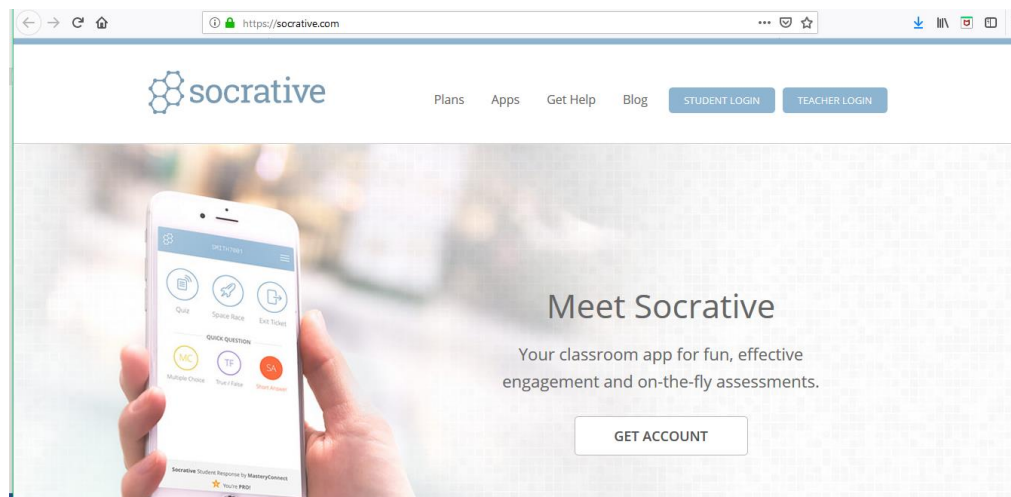 https://socrative.com
socrative
Plans Apps Get Help Blog STUDENT LOGIN TEACHER LOGIN
SMITHTART
Quiz Space Race Exit Ticket
QUICK QUESTION
MC TF SA
Multiple Choice True / False Short Answer
Socrative Student Response by MasteryConnect
You're PRO!
Meet Socrative
Your classroom app for fun, effective
engagement and on-the-fly assessments.
GET ACCOUNT